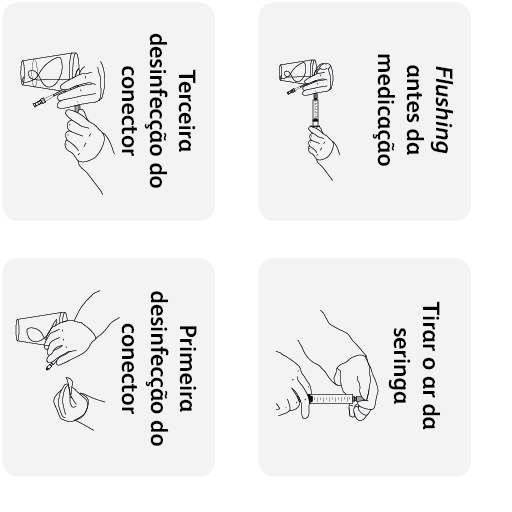 Flushing
antes da
medicação
Tirar o ar da
seringa
Terceira
desinfecção do
conector
Primeira
desinfecção do
conector